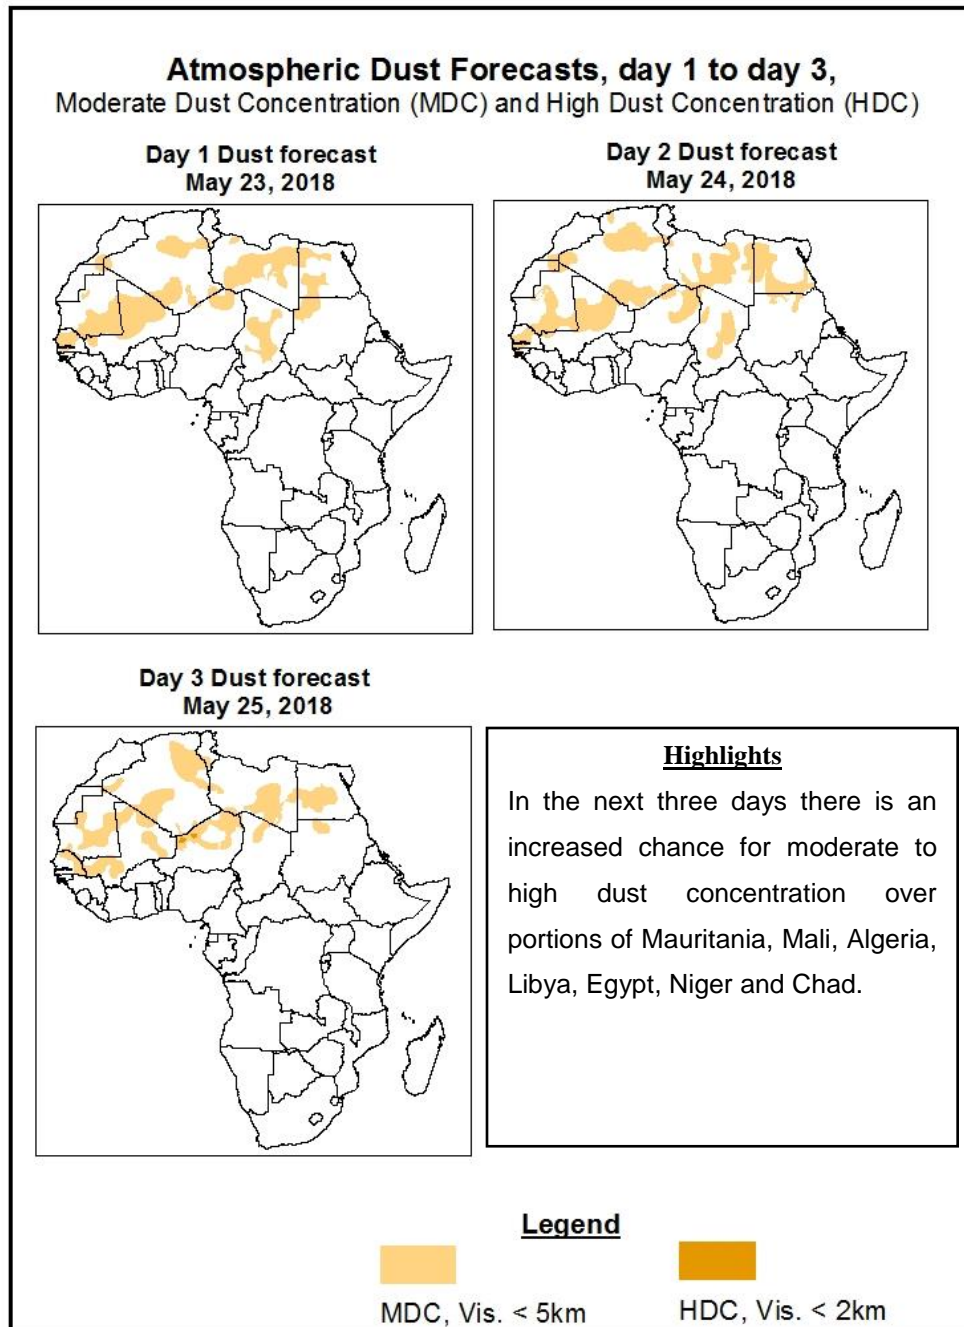 Atmospheric Dust Forecasts, day 1 to day 3,
Moderate Dust Concentration (MDC) and High Dust Concentration (HDC)
Day 1 Dust forecast
May 23, 2018
Day 2 Dust forecast
May 24, 2018
Day 3 Dust forecast
May 25, 2018
Highlights
In the next three days there is an
increased chance for moderate to
high dust concentration over
portions of Mauritania, Mali, Algeria,
Libya, Egypt, Niger and Chad.
Legend
MDC, Vis. < 5km
HDC, Vis. < 2km